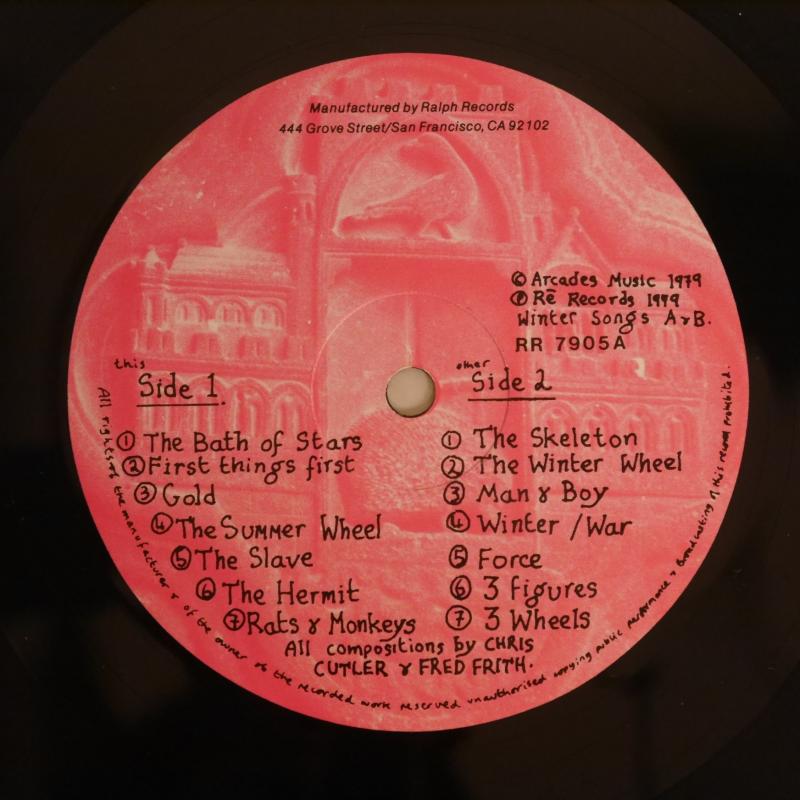 Manufactured by Ralph Records
444 Grove Street/San Francisco, CA 92102
© Arcades Music 1979
℗ Rē Records 1979
Winter Songs A & B.
RR 7905A
this
Side 1.
① The Bath of Stars
② First things first
③ Gold
④ The Summer Wheel
⑤ The Slave
⑥ The Hermit
⑦ Rats & Monkeys
other
Side 2
① The Skeleton
② The Winter Wheel
③ Man & Boy
④ Winter / War
⑤ Force
⑥ 3 figures
⑦ 3 Wheels
All compositions by CHRIS
CUTLER & FRED FRITH.
All rights of the manufacturer & of the owner of the recorded work reserved unauthorised copying public performance & broadcasting of this record prohibited.